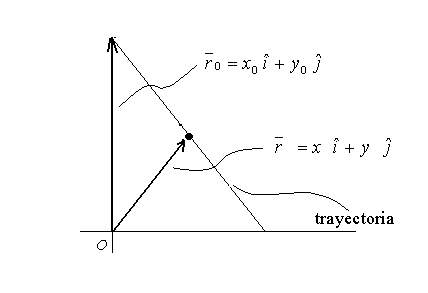 r̄₀ = x₀ î + y₀ ĵ
r̄ = x î + y ĵ
trayectoria
O